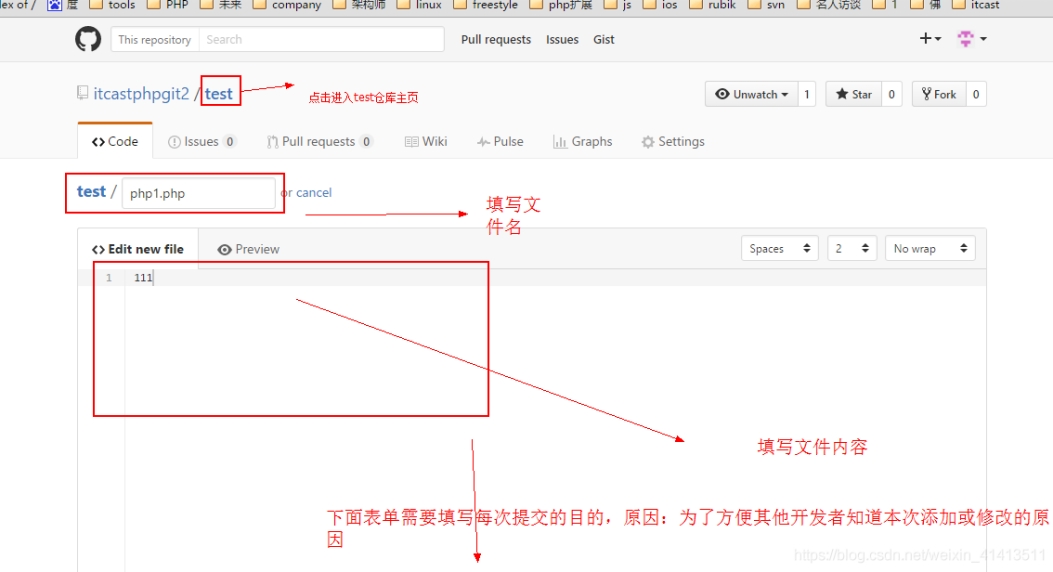 dex of /  度  tools  PHP  未来  company  架构师  linux  freestyle  php扩展  js  ios  rubik  svn  名人访谈  1  佛  itcast
This repository  Search  Pull requests  Issues  Gist
itcastphpgit2 / test  点击进入test仓库主页  Unwatch  1  Star  0  Fork  0
Code  Issues 0  Pull requests 0  Wiki  Pulse  Graphs  Settings
test / php1.php  or cancel
填写文
件名
Edit new file  Preview  Spaces  2  No wrap
1  111
填写文件内容
下面表单需要填写每次提交的目的，原因：为了方便其他开发者知道本次添加或修改的原
因
https://blog.csdn.net/weixin_41413511